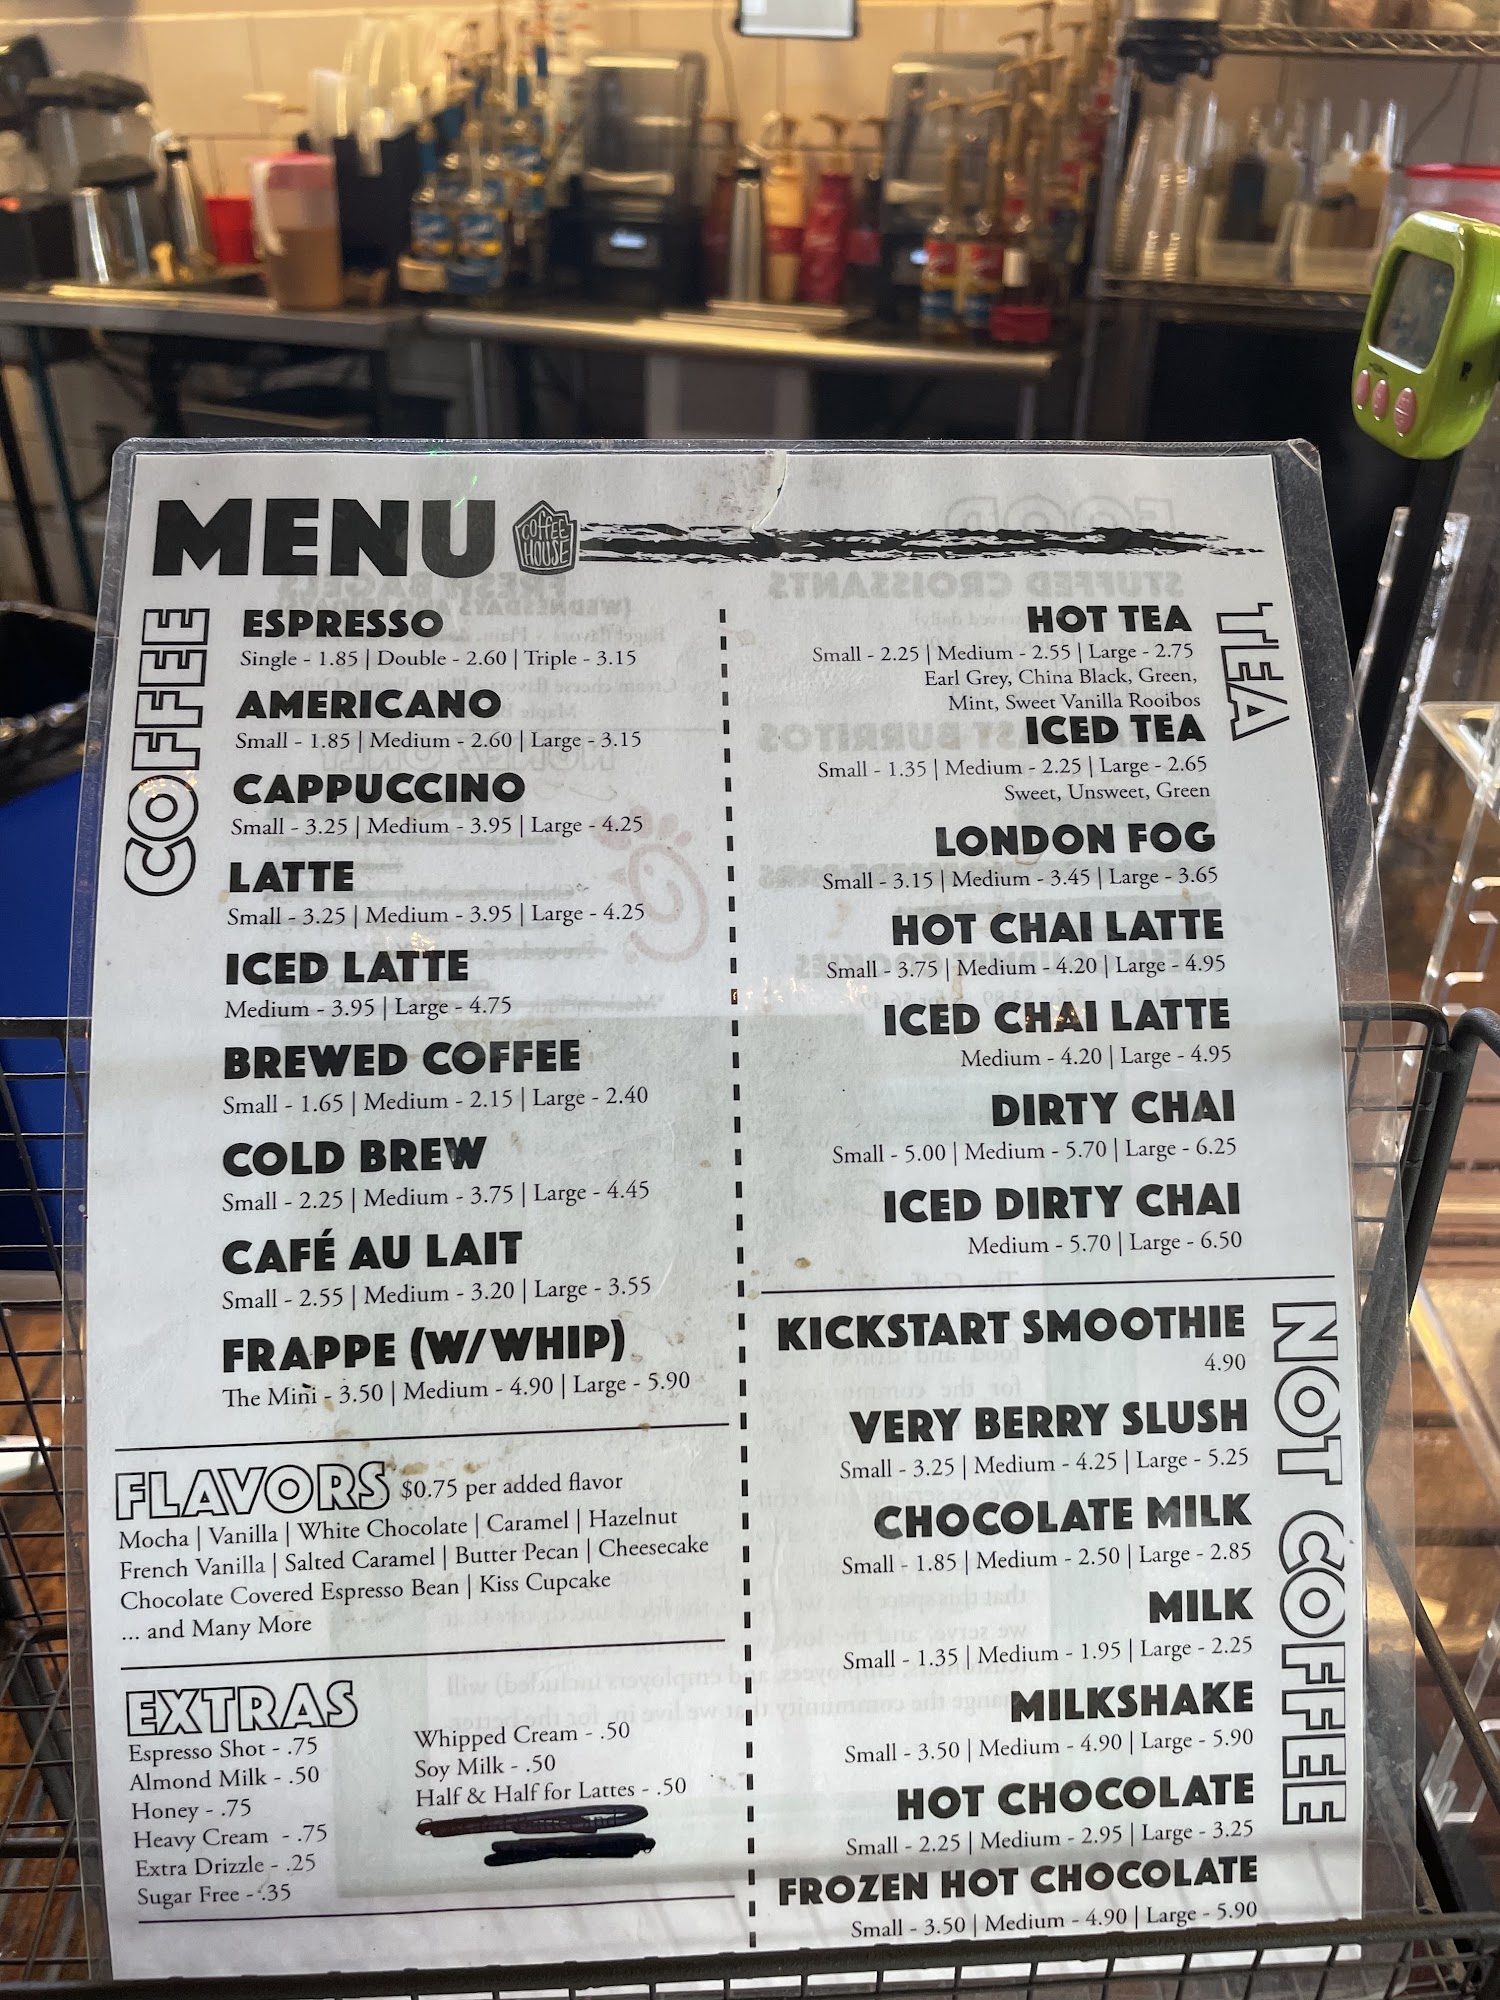 MENU
COFFEE
HOUSE
COFFEE
ESPRESSO
Single - 1.85 | Double - 2.60 | Triple - 3.15
AMERICANO
Small - 1.85 | Medium - 2.60 | Large - 3.15
CAPPUCCINO
Small - 3.25 | Medium - 3.95 | Large - 4.25
LATTE
Small - 3.25 | Medium - 3.95 | Large - 4.25
ICED LATTE
Medium - 3.95 | Large - 4.75
BREWED COFFEE
Small - 1.65 | Medium - 2.15 | Large - 2.40
COLD BREW
Small - 2.25 | Medium - 3.75 | Large - 4.45
CAFÉ AU LAIT
Small - 2.55 | Medium - 3.20 | Large - 3.55
FRAPPE (W/WHIP)
The Mini - 3.50 | Medium - 4.90 | Large - 5.90
FLAVORS $0.75 per added flavor
Mocha | Vanilla | White Chocolate | Caramel | Hazelnut
French Vanilla | Salted Caramel | Butter Pecan | Cheesecake
Chocolate Covered Espresso Bean | Kiss Cupcake
... and Many More
EXTRAS
Espresso Shot - .75
Almond Milk - .50
Honey - .75
Heavy Cream - .75
Extra Drizzle - .25
Sugar Free - .35
Whipped Cream - .50
Soy Milk - .50
Half & Half for Lattes - .50
TEA
HOT TEA
Small - 2.25 | Medium - 2.55 | Large - 2.75
Earl Grey, China Black, Green,
Mint, Sweet Vanilla Rooibos
ICED TEA
Small - 1.35 | Medium - 2.25 | Large - 2.65
Sweet, Unsweet, Green
LONDON FOG
Small - 3.15 | Medium - 3.45 | Large - 3.65
HOT CHAI LATTE
Small - 3.75 | Medium - 4.20 | Large - 4.95
ICED CHAI LATTE
Medium - 4.20 | Large - 4.95
DIRTY CHAI
Small - 5.00 | Medium - 5.70 | Large - 6.25
ICED DIRTY CHAI
Medium - 5.70 | Large - 6.50
NOT COFFEE
KICKSTART SMOOTHIE
4.90
VERY BERRY SLUSH
Small - 3.25 | Medium - 4.25 | Large - 5.25
CHOCOLATE MILK
Small - 1.85 | Medium - 2.50 | Large - 2.85
MILK
Small - 1.35 | Medium - 1.95 | Large - 2.25
MILKSHAKE
Small - 3.50 | Medium - 4.90 | Large - 5.90
HOT CHOCOLATE
Small - 2.25 | Medium - 2.95 | Large - 3.25
FROZEN HOT CHOCOLATE
Small - 3.50 | Medium - 4.90 | Large - 5.90